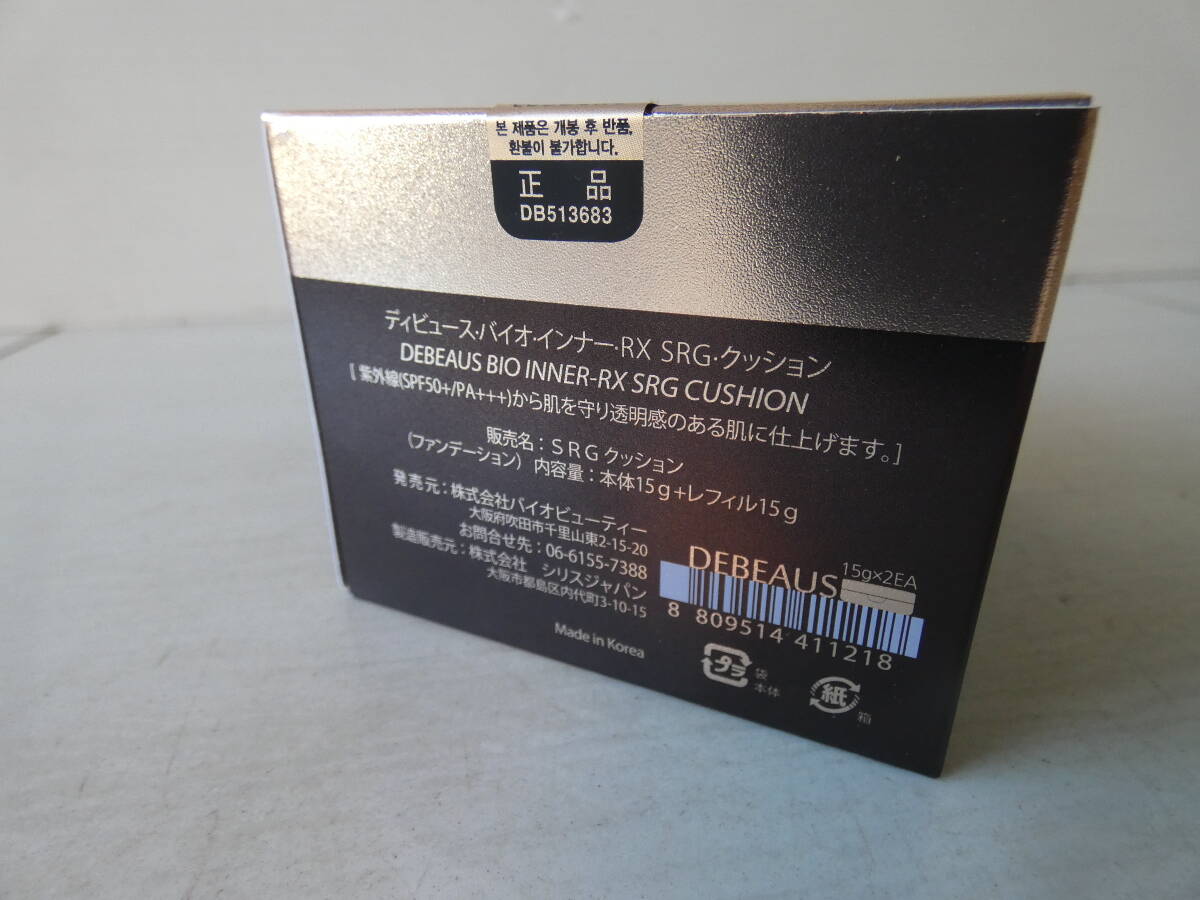 본 제품은 개봉 후 반품,
환불이 불가합니다.
正 品
DB513683
ディビュース・バイオ・インナー・RX SRG・クッション
DEBEAUS BIO INNER-RX SRG CUSHION
[ 紫外線(SPF50+/PA+++)から肌を守り透明感のある肌に仕上げます。]
販売名：ＳＲＧクッション
（ファンデーション） 内容量：本体15ｇ+レフィル15ｇ
発売元：株式会社バイオビューティー
大阪府吹田市千里山東2-15-20
お問合せ先：06-6155-7388
製造販売元：株式会社 シリスジャパン
大阪市都島区内代町3-10-15
Made in Korea
DEBEAUS
15g×2EA
8 809514 411218
プラ
袋
本体
紙
箱